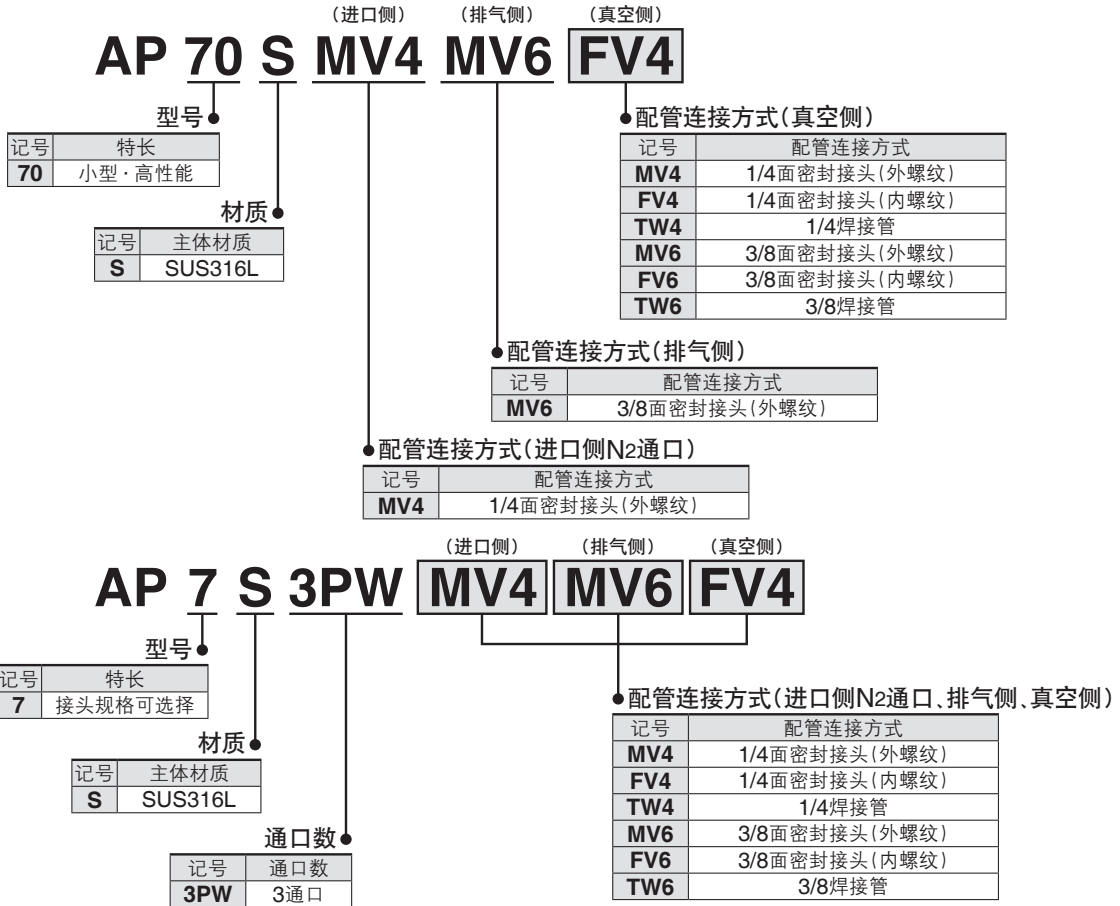 (进口侧) (排气侧) (真空侧)
AP 70 S MV4 MV6 FV4
型号
记号 特长
70 小型·高性能
材质
记号 主体材质
S SUS316L
配管连接方式(真空侧)
记号 配管连接方式
MV4 1/4面密封接头(外螺纹)
FV4 1/4面密封接头(内螺纹)
TW4 1/4焊接管
MV6 3/8面密封接头(外螺纹)
FV6 3/8面密封接头(内螺纹)
TW6 3/8焊接管
配管连接方式(排气侧)
记号 配管连接方式
MV6 3/8面密封接头(外螺纹)
配管连接方式(进口侧N2通口)
记号 配管连接方式
MV4 1/4面密封接头(外螺纹)
(进口侧) (排气侧) (真空侧)
AP 7 S 3PW MV4 MV6 FV4
型号
记号 特长
7 接头规格可选择
材质
记号 主体材质
S SUS316L
通口数
记号 通口数
3PW 3通口
配管连接方式(进口侧N2通口、排气侧、真空侧)
记号 配管连接方式
MV4 1/4面密封接头(外螺纹)
FV4 1/4面密封接头(内螺纹)
TW4 1/4焊接管
MV6 3/8面密封接头(外螺纹)
FV6 3/8面密封接头(内螺纹)
TW6 3/8焊接管